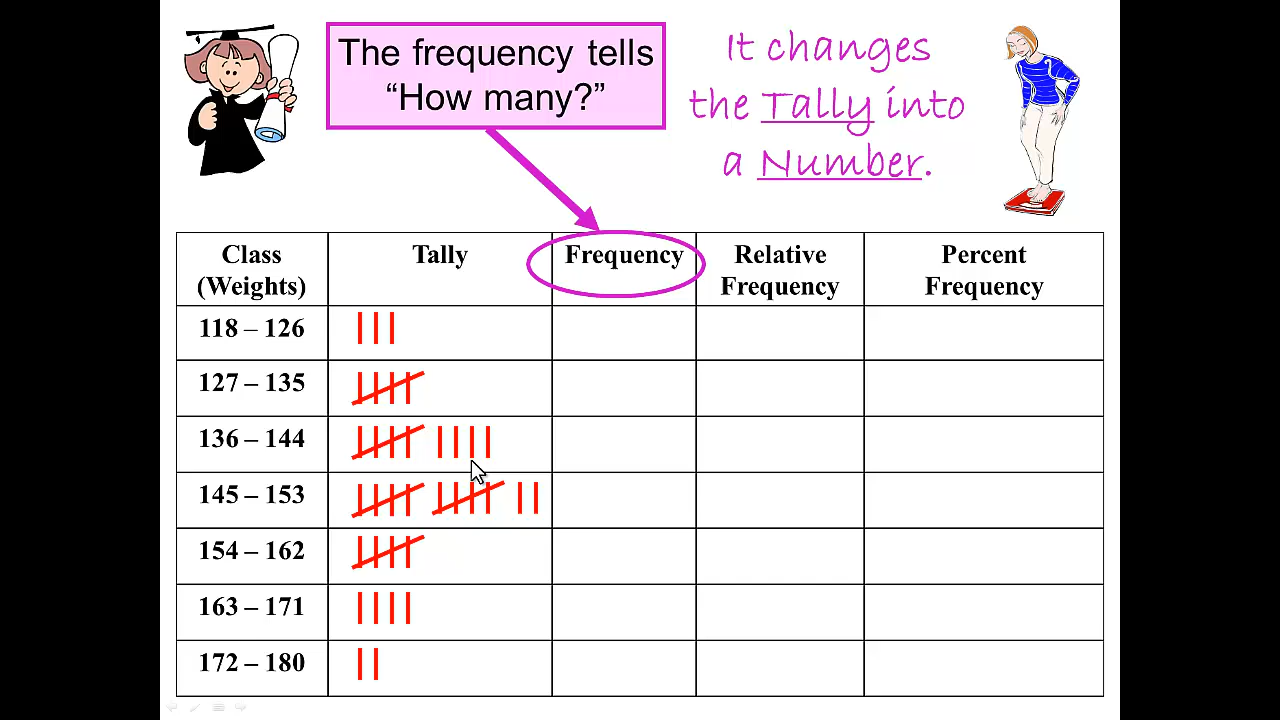 The frequency tells
“How many?”
It changes
the Tally into
a Number.
Class
(Weights)
Tally
Frequency
Relative
Frequency
Percent
Frequency
118 – 126
127 – 135
136 – 144
145 – 153
154 – 162
163 – 171
172 – 180